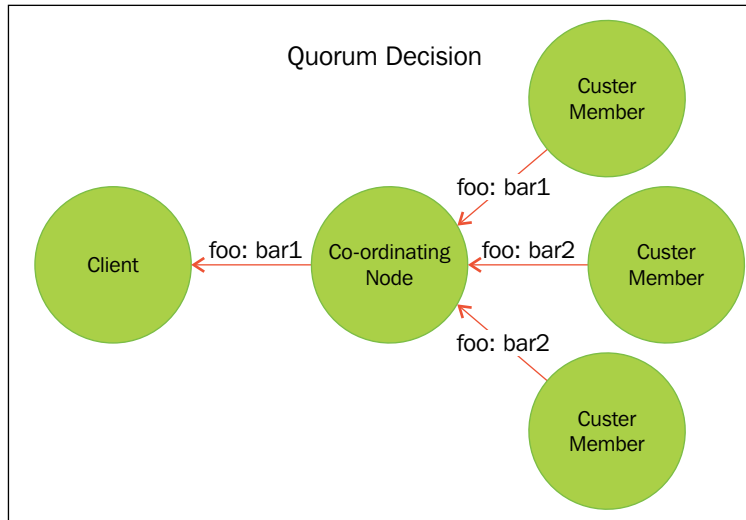 Quorum Decision
Custer
Member
foo: bar1
Client
foo: bar1
Co-ordinating
Node
foo: bar2
Custer
Member
foo: bar2
Custer
Member